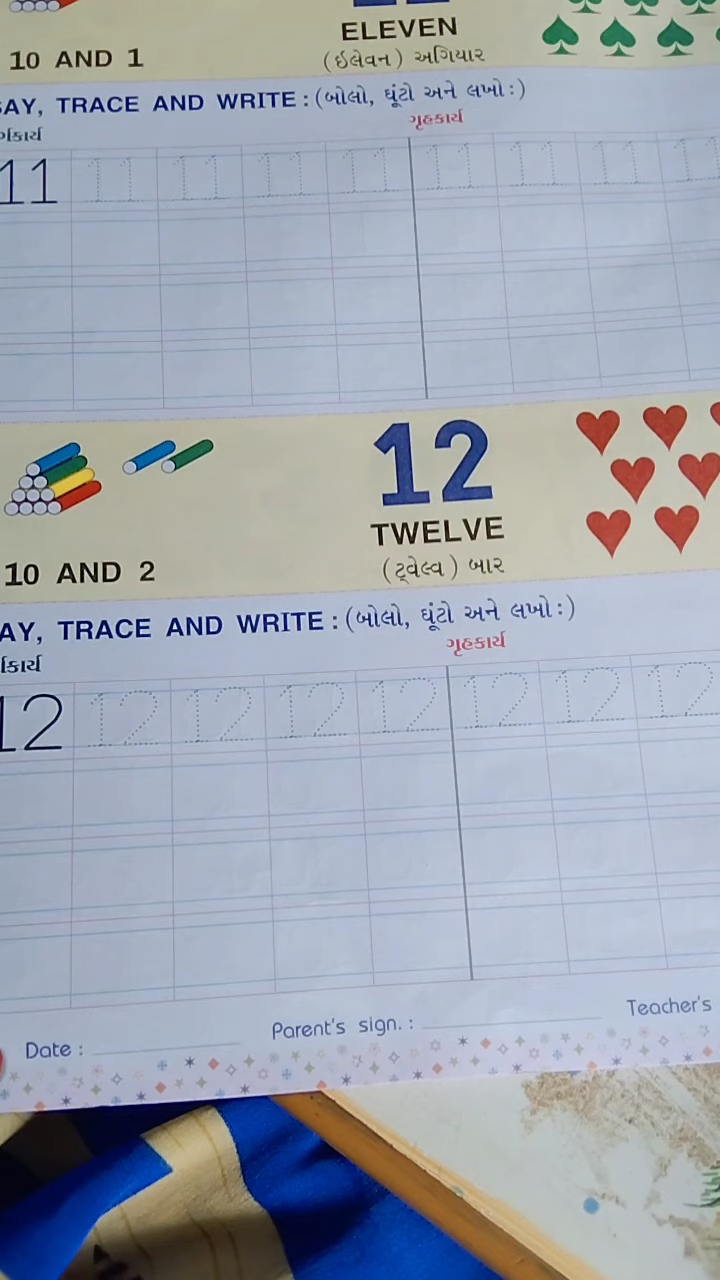 ELEVEN
10 AND 1
(ઇલેવન) અગિયાર
SAY, TRACE AND WRITE : (બોલો, ઘૂંટો અને લખો :)
ગૃહકાર્ય
11 11 11 11 11 11 11 11 11
12
TWELVE
10 AND 2
(ટ્વેલ્વ) બાર
AY, TRACE AND WRITE : (બોલો, ઘૂંટો અને લખો :)
ગૃહકાર્ય
12 12 12 12 12 12 12 12
Date :
Parent's sign. :
Teacher's